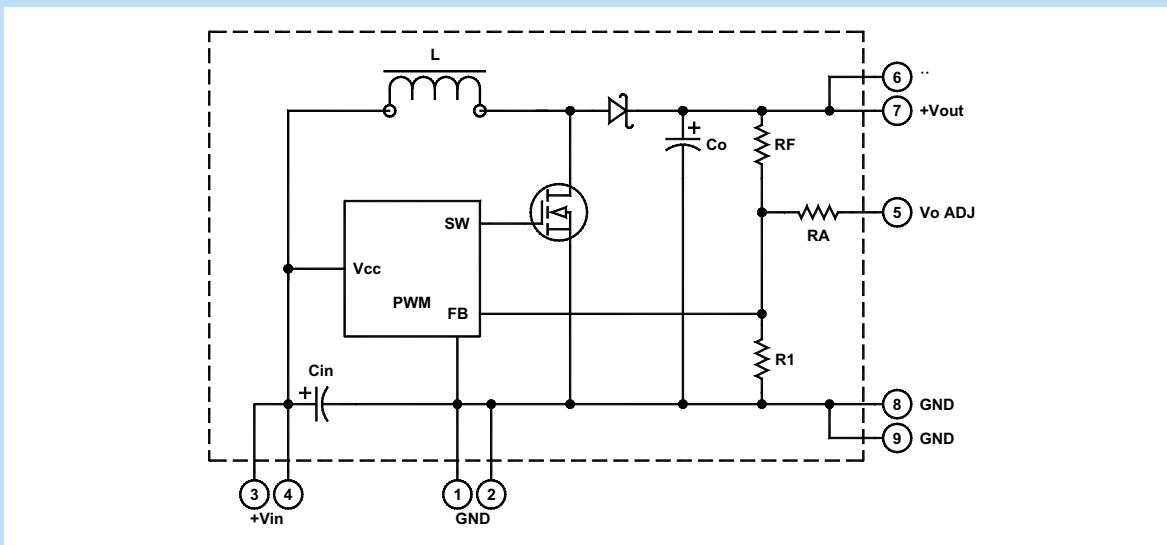 L
6 ¨
7 +Vout
+ Co
RF
SW
5 Vo ADJ
RA
Vcc
PWM
FB
R1
Cin
+
8 GND
9 GND
3 4
1 2
+Vin
GND